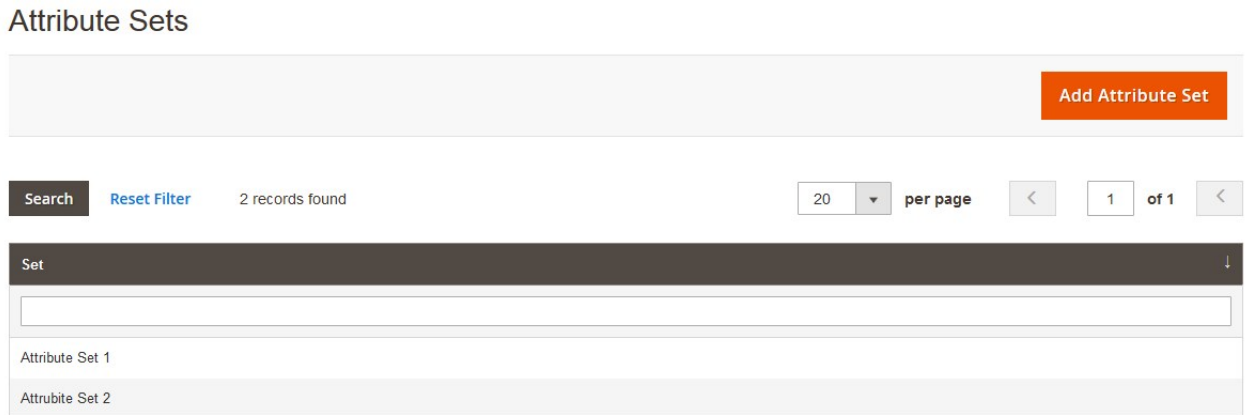 Attribute Sets
Add Attribute Set
Search Reset Filter 2 records found 20 per page 1 of 1
Set
Attribute Set 1
Attrubite Set 2